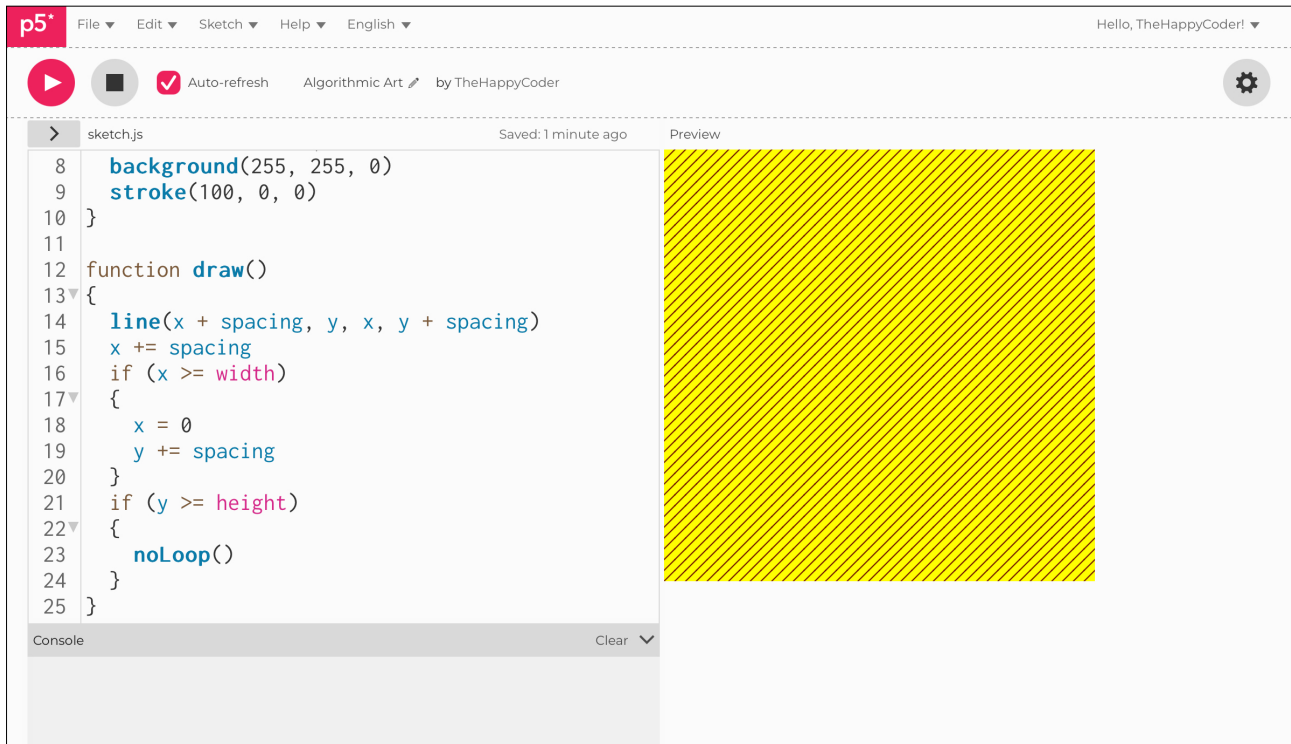 p5* File Edit Sketch Help English Hello, TheHappyCoder!
Auto-refresh Algorithmic Art by TheHappyCoder
sketch.js Saved: 1 minute ago Preview
8 background(255, 255, 0)
9 stroke(100, 0, 0)
10 }
11
12 function draw()
13 {
14 line(x + spacing, y, x, y + spacing)
15 x += spacing
16 if (x >= width)
17 {
18 x = 0
19 y += spacing
20 }
21 if (y >= height)
22 {
23 noLoop()
24 }
25 }
Console Clear